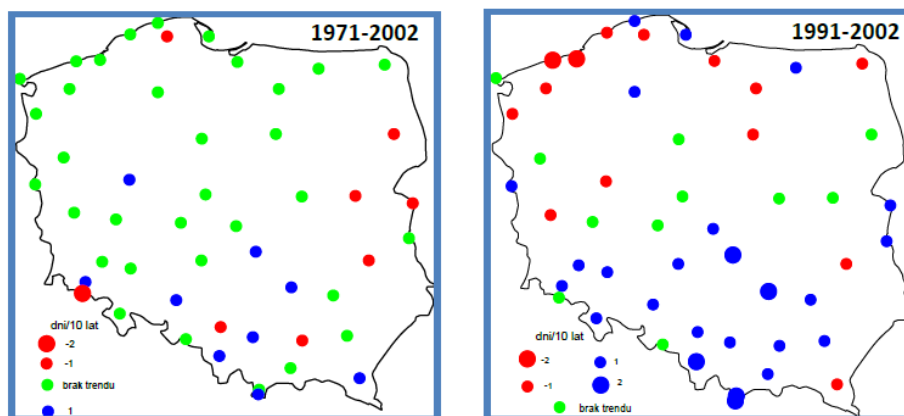 1971-2002
dni/10 lat
-2
-1
brak trendu
1
1991-2002
dni/10 lat
-2
1
-1
2
brak trendu